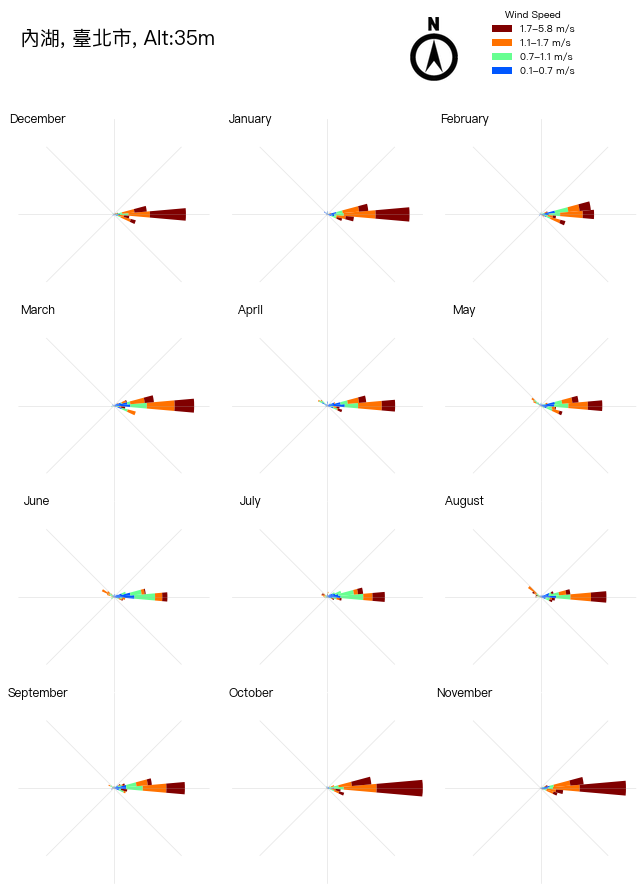 內湖, 臺北市, Alt:35m
N
Wind Speed
1.7–5.8 m/s
1.1–1.7 m/s
0.7–1.1 m/s
0.1–0.7 m/s
December
January
February
March
April
May
June
July
August
September
October
November